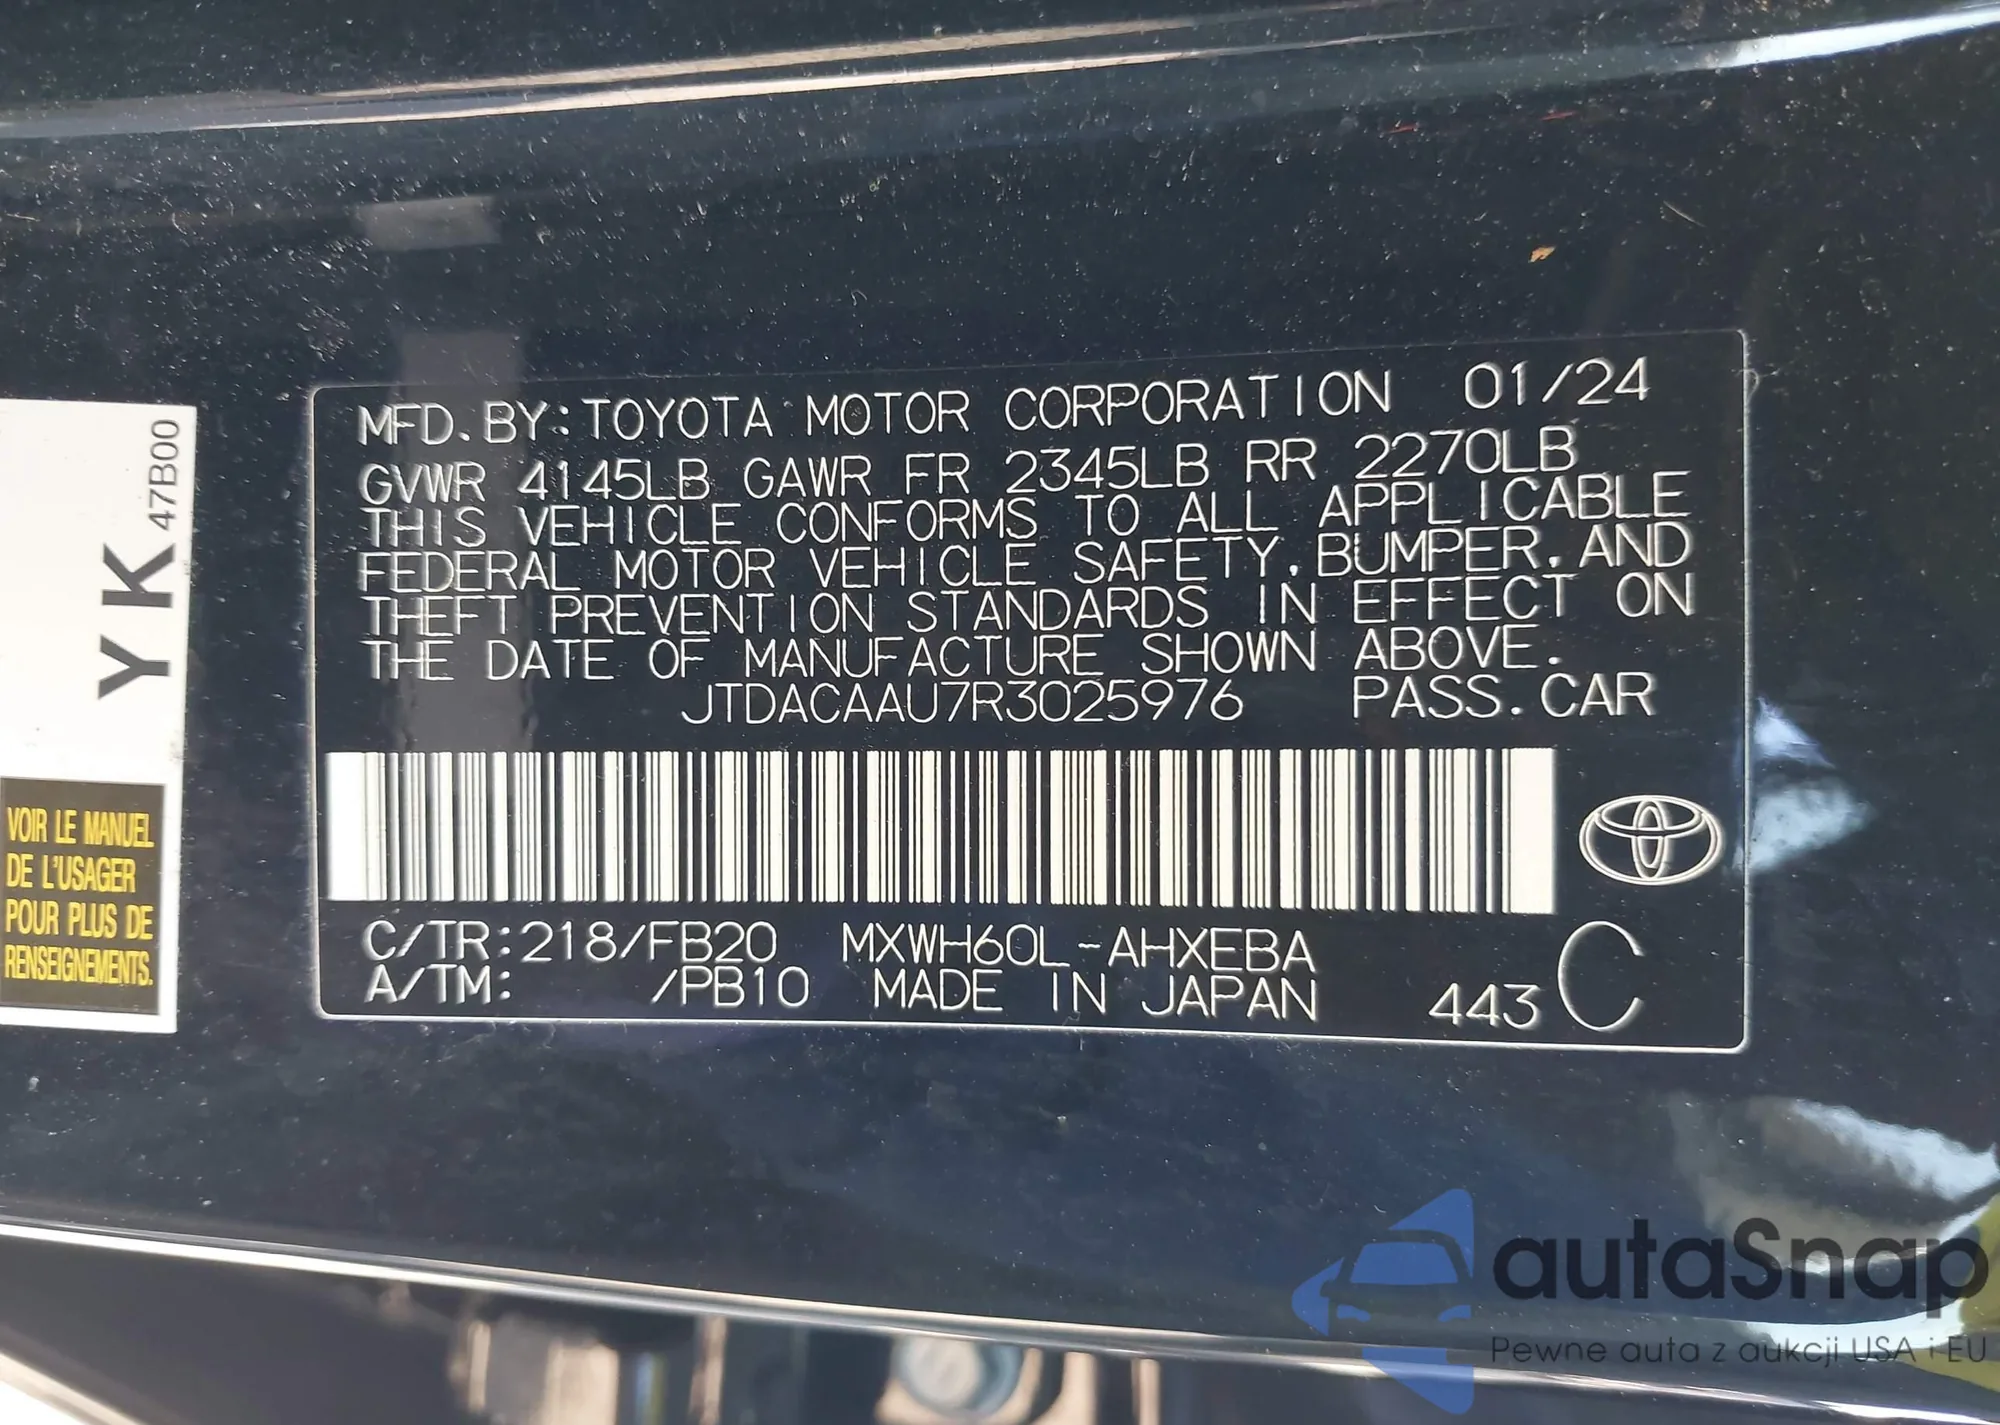 MFD. BY: TOYOTA MOTOR CORPORATION 01/24
GVWR 4145LB GAWR FR 2345LB RR 2270LB
THIS VEHICLE CONFORMS TO ALL APPLICABLE
FEDERAL MOTOR VEHICLE SAFETY, BUMPER, AND
THEFT PREVENTION STANDARDS IN EFFECT ON
THE DATE OF MANUFACTURE SHOWN ABOVE.
JTDACAAU7R3025976 PASS. CAR
C/TR: 218/FB20 MXWH60L-AHXEBA
A/TM: /PB10 MADE IN JAPAN 443 C
YK 47B00
VOIR LE MANUEL
DE L'USAGER
POUR PLUS DE
RENSEIGNEMENTS.
autaSnap
Pewne auta z aukcji USA i EU